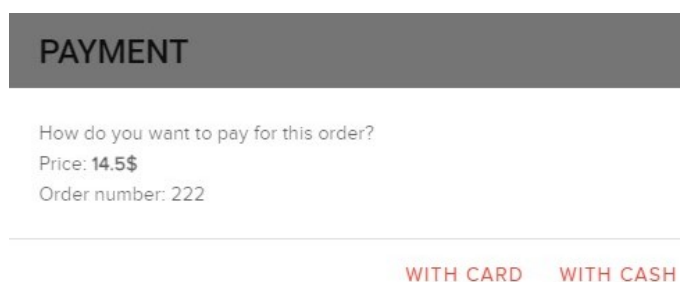 PAYMENT
How do you want to pay for this order?
Price: 14.5$
Order number: 222
WITH CARD WITH CASH